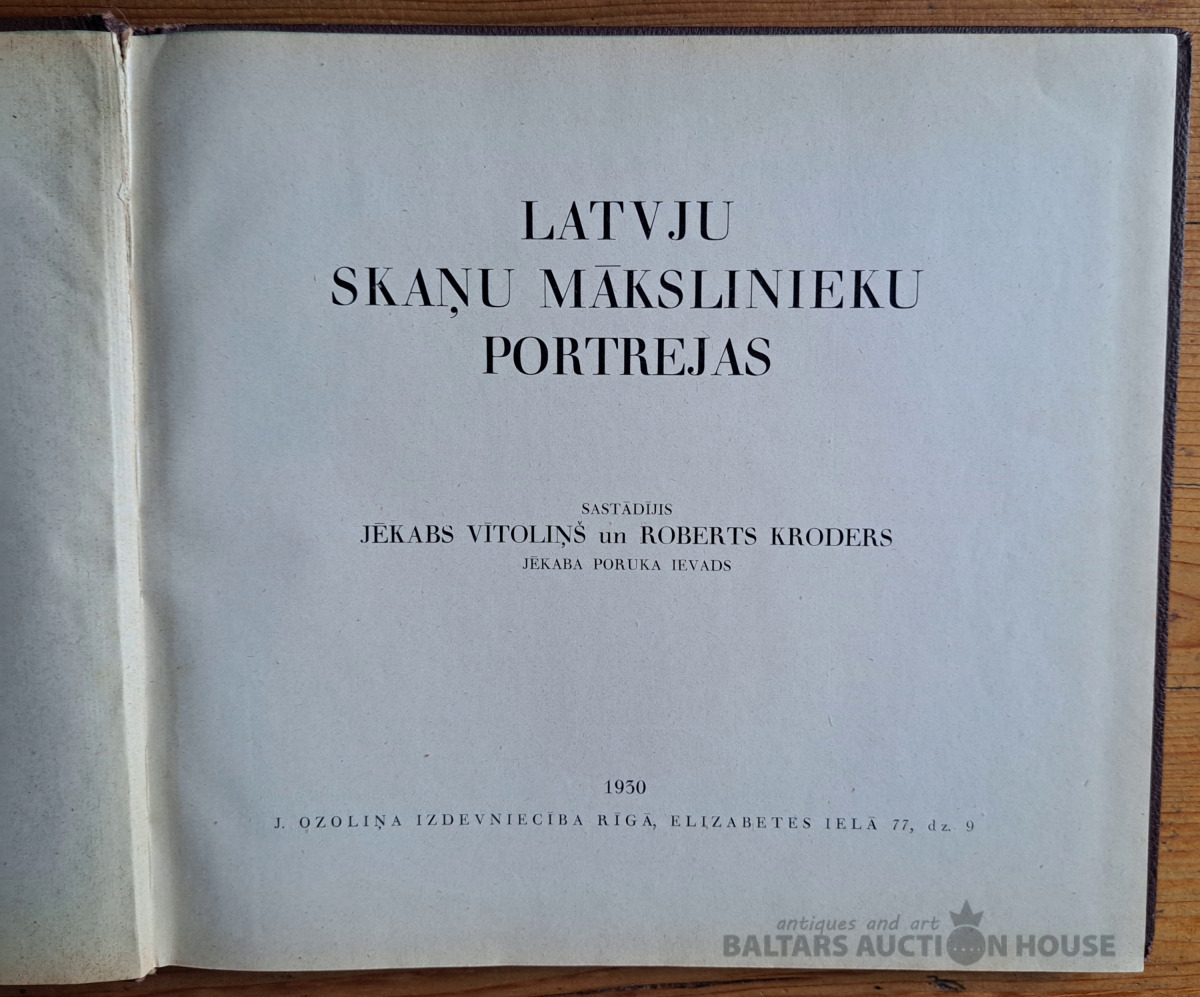 LATVJU
SKAŅU MĀKSLINIEKU
PORTREJAS
SASTĀDĪJIS
JĒKABS VĪTOLIŅŠ un ROBERTS KRODERS
JĒKABA PORUKA IEVADS
1930
J. OZOLIŅA IZDEVNIECĪBA RĪGĀ, ELIZABETES IELĀ 77, dz. 9
antiques and art
BALTARS AUCTION HOUSE